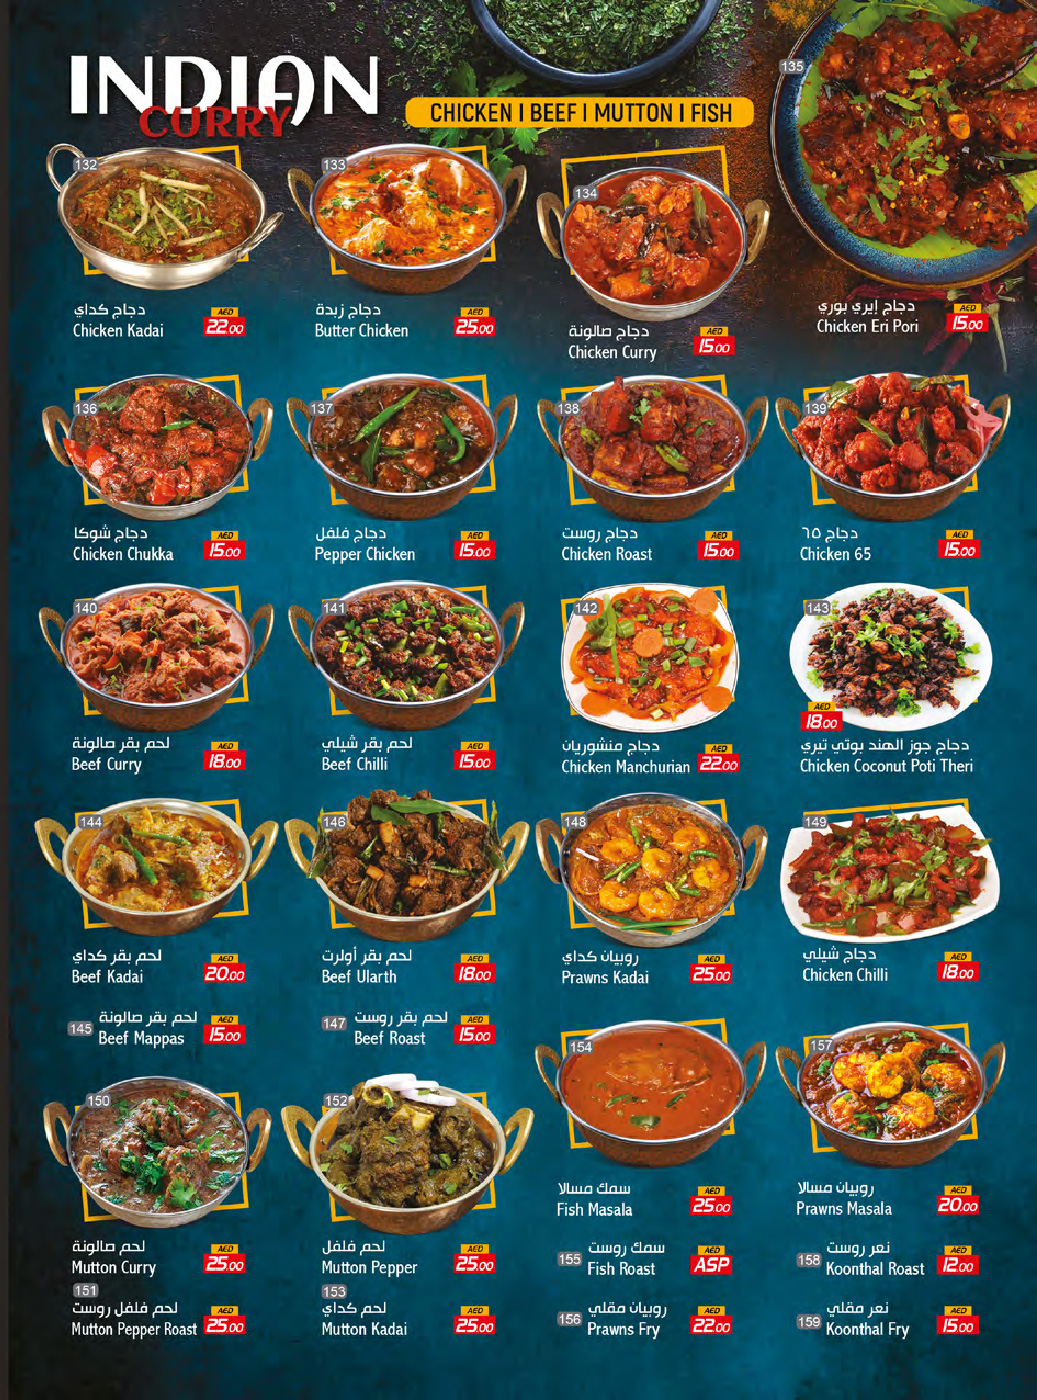 INDIAN
CURRY
CHICKEN I BEEF I MUTTON I FISH
132
دجاج كداي
Chicken Kadai
AED
22.00
133
دجاج زبدة
Butter Chicken
AED
25.00
134
دجاج صالونة
Chicken Curry
AED
15.00
135
دجاج إيري بوري
Chicken Eri Pori
AED
15.00
136
دجاج شوكا
Chicken Chukka
AED
15.00
137
دجاج فلفل
Pepper Chicken
AED
15.00
138
دجاج روست
Chicken Roast
AED
15.00
139
دجاج ٦٥
Chicken 65
AED
15.00
140
لحم بقر صالونة
Beef Curry
AED
18.00
141
لحم بقر شيلي
Beef Chilli
AED
15.00
142
دجاج منشوريان
Chicken Manchurian
AED
22.00
143
AED
18.00
دجاج جوز الهند بوتي تيري
Chicken Coconut Poti Theri
144
لحم بقر كداي
Beef Kadai
AED
20.00
145
لحم بقر صالونة
Beef Mappas
AED
15.00
146
لحم بقر أولرت
Beef Ularth
AED
18.00
147
لحم بقر روست
Beef Roast
AED
15.00
148
روبيان كداي
Prawns Kadai
AED
25.00
149
دجاج شيلي
Chicken Chilli
AED
18.00
150
لحم صالونة
Mutton Curry
AED
25.00
151
لحم فلفل روست
Mutton Pepper Roast
AED
25.00
152
لحم فلفل
Mutton Pepper
AED
25.00
153
لحم كداي
Mutton Kadai
AED
25.00
154
سمك مسالا
Fish Masala
AED
25.00
155
سمك روست
Fish Roast
AED
ASP
156
روبيان مقلي
Prawns Fry
AED
22.00
157
روبيان مسالا
Prawns Masala
AED
20.00
158
نعر روست
Koonthal Roast
AED
12.00
159
نعر مقلي
Koonthal Fry
AED
15.00